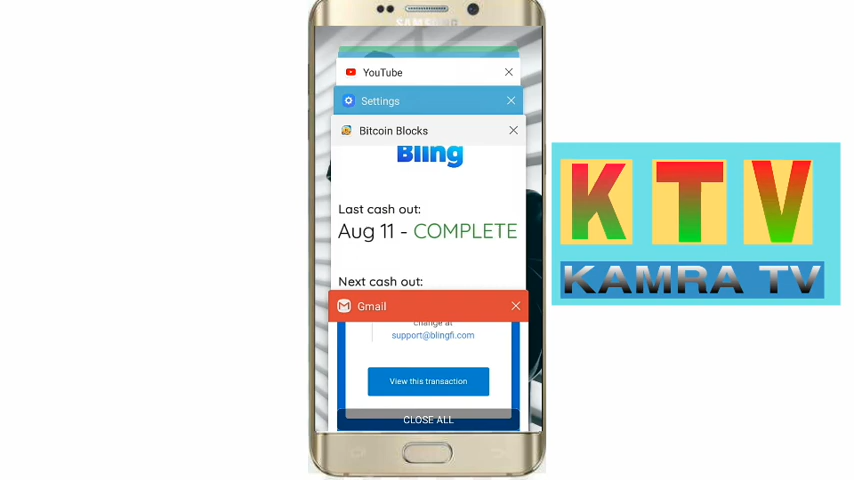 SAMSUNG
YouTube
Settings
Bitcoin Blocks
Bling
Last cash out:
Aug 11 - COMPLETE
Next cash out:
Gmail
change at
support@blingfi.com
View this transaction
CLOSE ALL
K T V
KAMRA TV